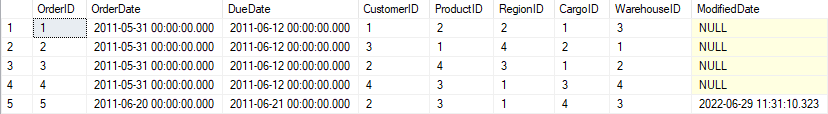 OrderID OrderDate DueDate CustomerID ProductID RegionID CargoID WarehouseID ModifiedDate
1 1 2011-05-31 00:00:00.000 2011-06-12 00:00:00.000 1 2 2 1 3 NULL
2 2 2011-05-31 00:00:00.000 2011-06-12 00:00:00.000 3 1 4 2 1 NULL
3 3 2011-05-31 00:00:00.000 2011-06-12 00:00:00.000 2 4 3 1 2 NULL
4 4 2011-05-31 00:00:00.000 2011-06-12 00:00:00.000 4 3 1 3 4 NULL
5 5 2011-06-20 00:00:00.000 2011-06-21 00:00:00.000 2 3 1 4 3 2022-06-29 11:31:10.323